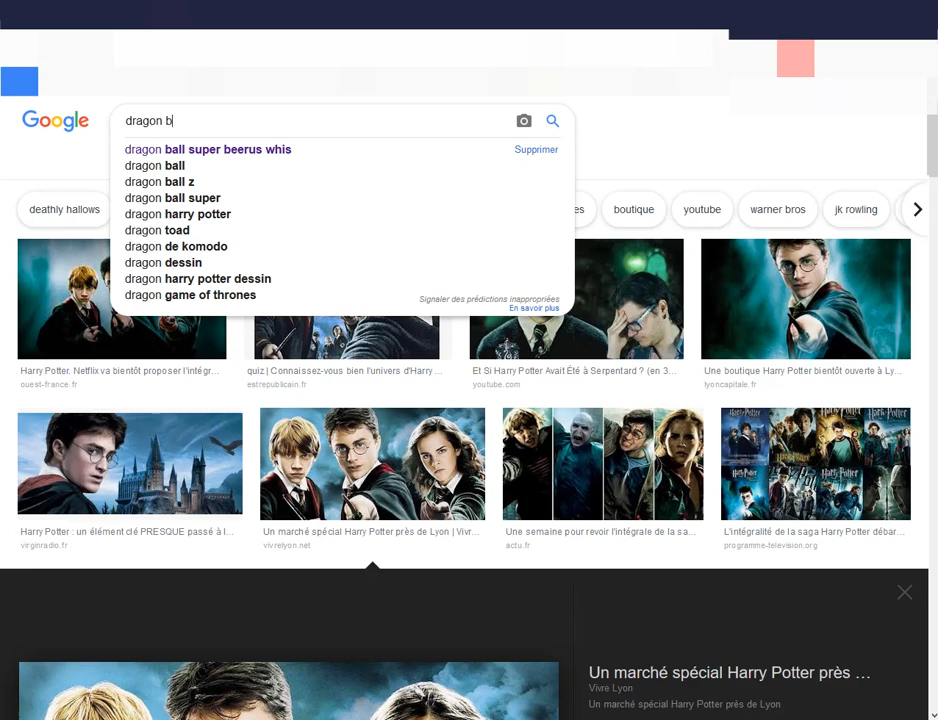 Google
dragon b
dragon ball super beerus whis
Supprimer
dragon ball
dragon ball z
dragon ball super
dragon harry potter
dragon toad
dragon de komodo
dragon dessin
dragon harry potter dessin
dragon game of thrones
Signaler des prédictions inappropriées
En savoir plus
deathly hallows
es
boutique
youtube
warner bros
jk rowling
Harry Potter. Netflix va bientôt proposer l'intégr...
ouest-france.fr
quiz | Connaissez-vous bien l'univers d'Harry ...
estrepublicain.fr
Et Si Harry Potter Avait Été à Serpentard ? (en 3...
youtube.com
Une boutique Harry Potter bientôt ouverte à Ly...
lyoncapitale.fr
Harry Potter : un élément clé PRESQUE passé à l...
virginradio.fr
Un marché spécial Harry Potter près de Lyon | Vivr...
vivrelyon.net
Une semaine pour revoir l'intégrale de la sa...
actu.fr
L'intégralité de la saga Harry Potter débar...
programme-television.org
Un marché spécial Harry Potter près ...
Vivre Lyon
Un marché spécial Harry Potter près de Lyon